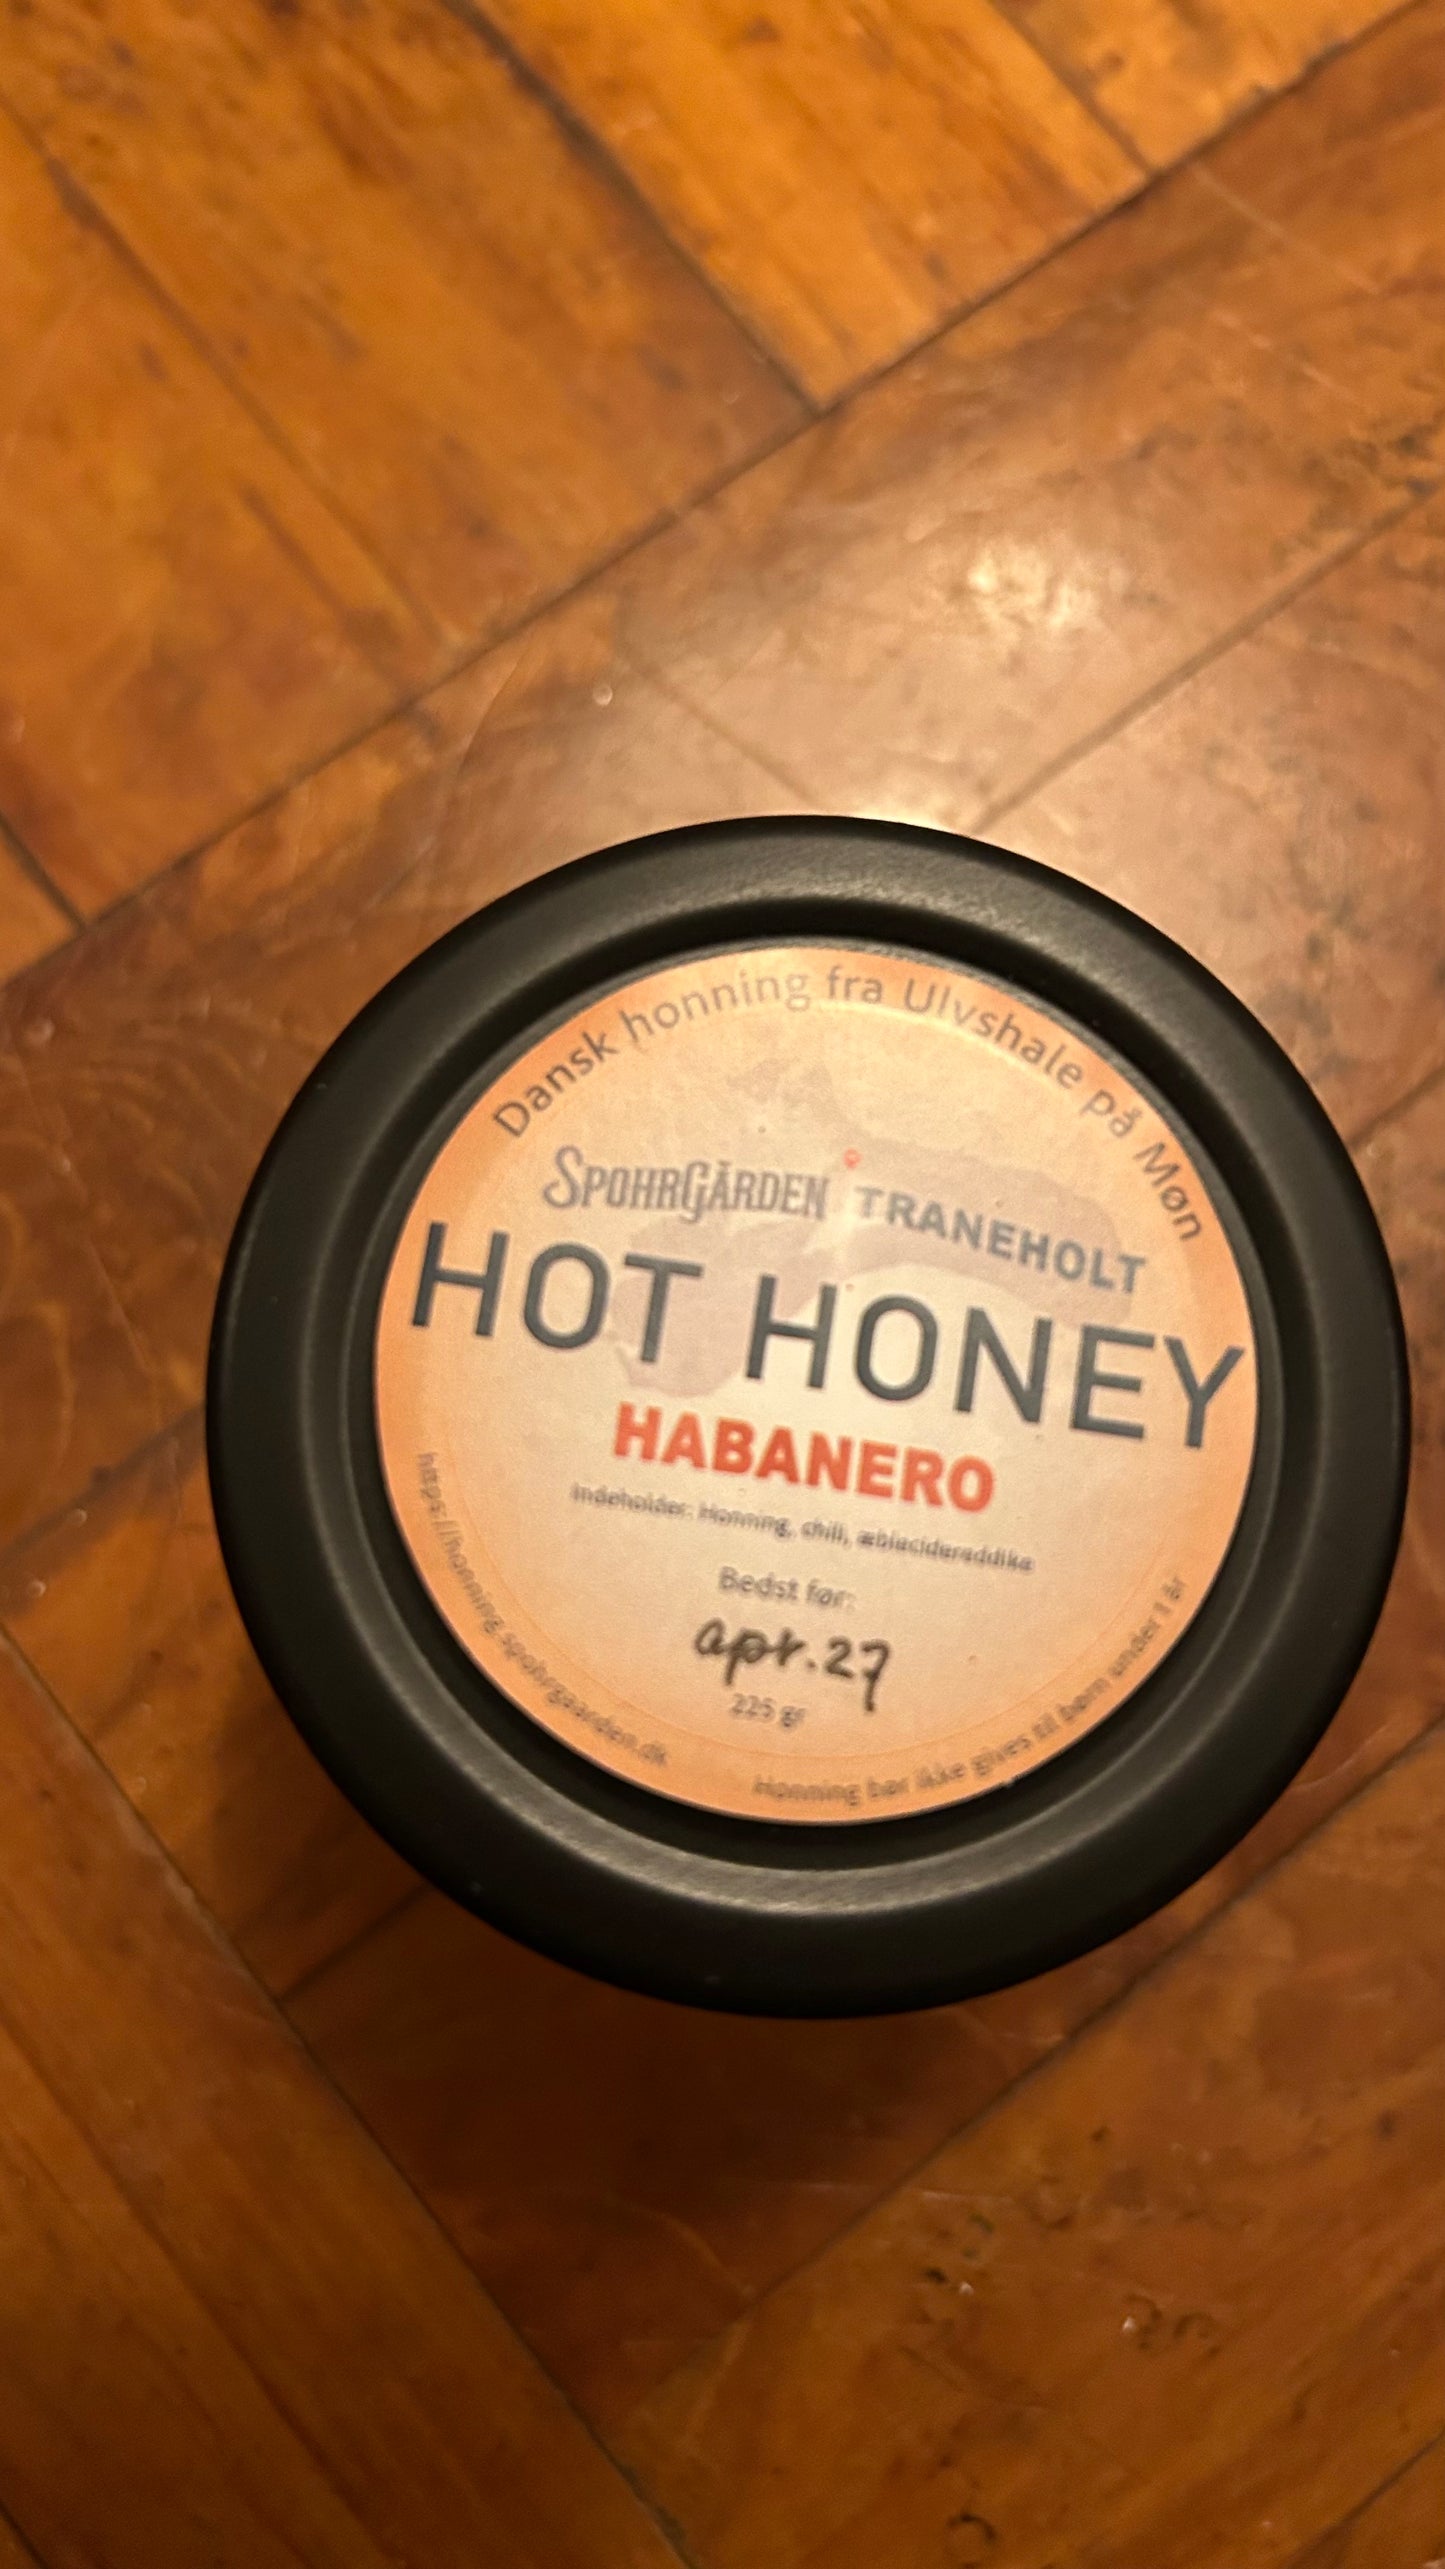 Dansk honning fra Ulvshale på Møn
SPOHRGÅRDEN TRANEHOLT
HOT HONEY
HABANERO
Indeholder: Honning, chili, æblecidereddike
Bedst før:
apr.27
225 gr
https://honning.spohrgaarden.dk
Honning bør ikke gives til børn under 1 år